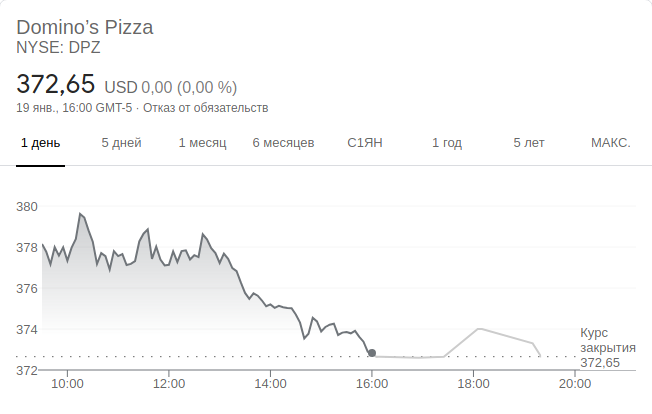 Domino's Pizza
NYSE: DPZ
372,65 USD 0,00 (0,00 %)
19 янв., 16:00 GMT-5 · Отказ от обязательств
1 день 5 дней 1 месяц 6 месяцев С1ЯН 1 год 5 лет МАКС.
380
378
376
374
372
Курс
закрытия
372,65
10:00 12:00 14:00 16:00 18:00 20:00